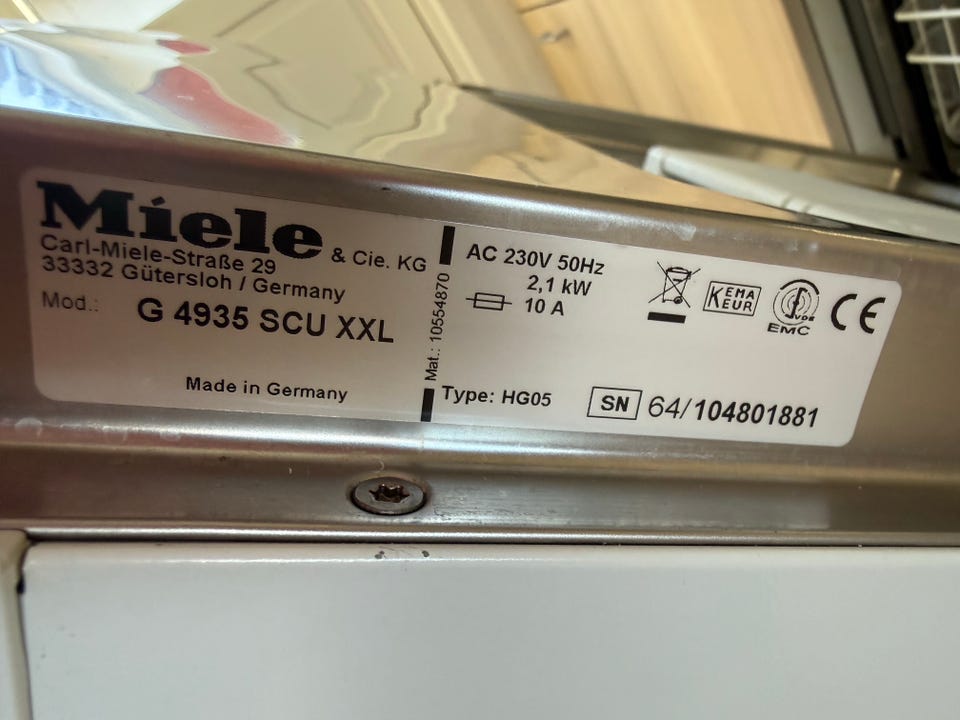 Miele & Cie. KG
Carl-Miele-Straße 29
33332 Gütersloh / Germany
Mod.: G 4935 SCU XXL
Made in Germany
Mat.: 10554870
AC 230V 50Hz
2,1 kW
10 A
Type: HG05
SN 64/104801881
KEMA
KEUR
VDE
EMC
CE